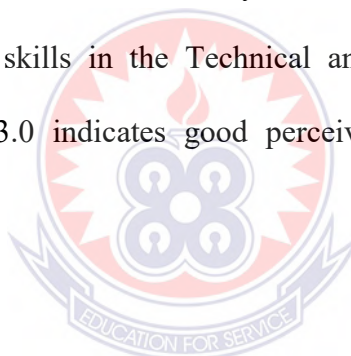 skills in the Technical an
3.0 indicates good perceiv
EDUCATION FOR SERVICE